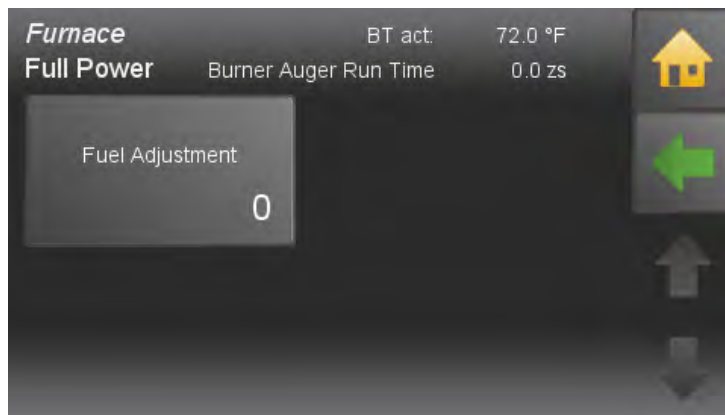 Furnace BT act: 72.0 °F
Full Power Burner Auger Run Time 0.0 zs
Fuel Adjustment
0